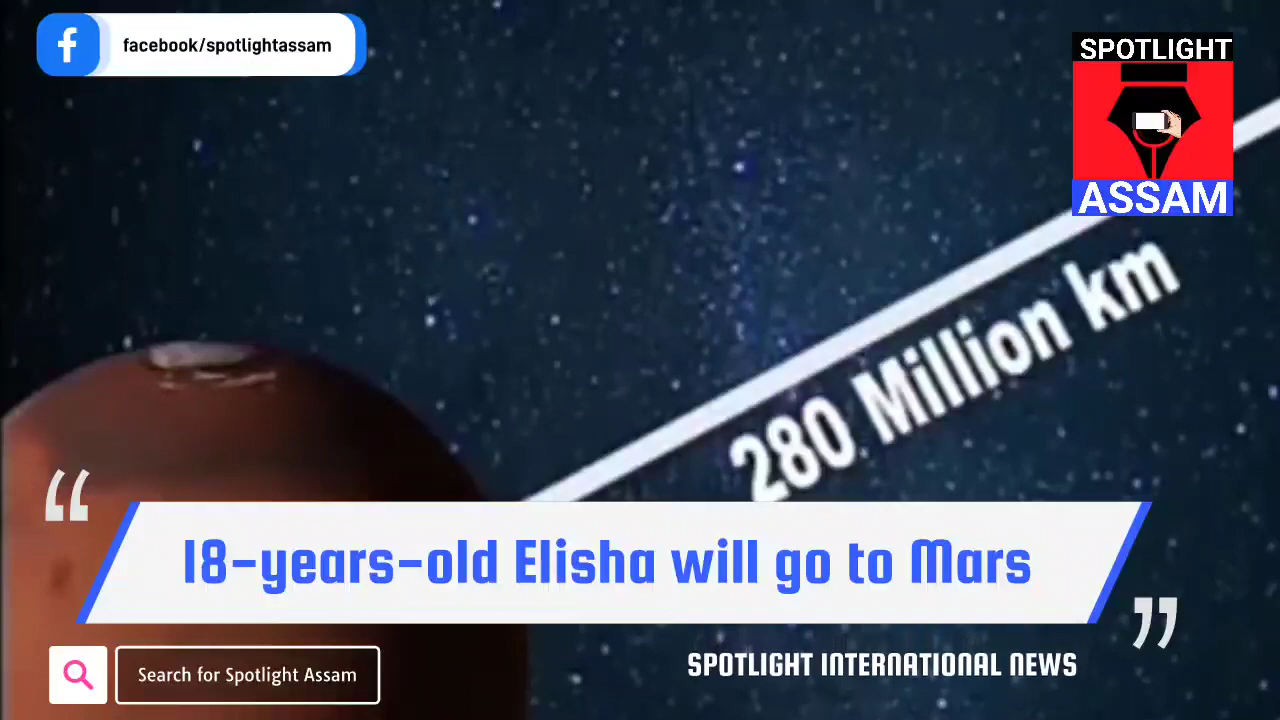 facebook/spotlightassam
SPOTLIGHT
ASSAM
280 Million km
“
18-years-old Elisha will go to Mars
”
Search for Spotlight Assam
SPOTLIGHT INTERNATIONAL NEWS